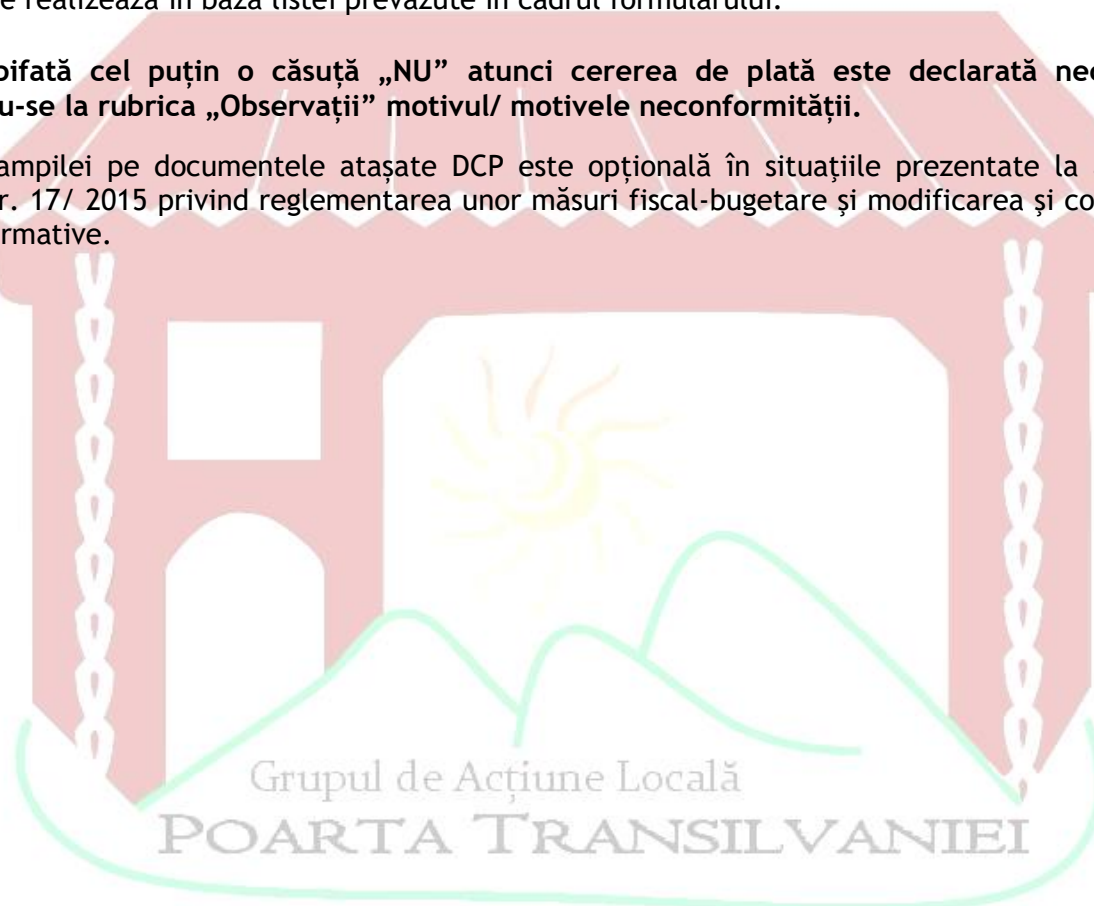 e realizează în baza listei prevăzute în cadrul formularului.
bifată cel puțin o căsuță „NU” atunci cererea de plată este declarată nec
u-se la rubrica „Observații” motivul/ motivele neconformității.
ampilei pe documentele atașate DCP este opțională în situațiile prezentate la
r. 17/ 2015 privind reglementarea unor măsuri fiscal-bugetare şi modificarea şi co
rmative.
Grupul de Acțiune Locală
POARTA TRANSILVANIEI